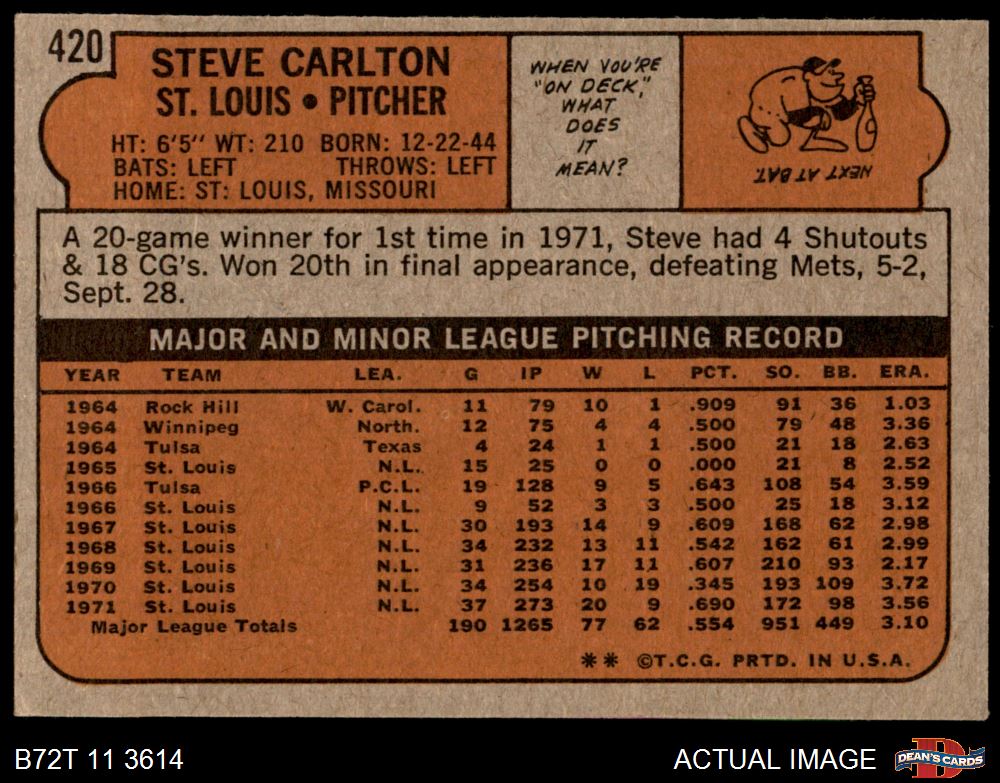 420
STEVE CARLTON
ST. LOUIS • PITCHER
HT: 6'5" WT: 210 BORN: 12-22-44
BATS: LEFT THROWS: LEFT
HOME: ST: LOUIS, MISSOURI
WHEN YOU'RE
"ON DECK,"
WHAT
DOES
IT
MEAN?
NEXT AT BAT.
A 20-game winner for 1st time in 1971, Steve had 4 Shutouts
& 18 CG's. Won 20th in final appearance, defeating Mets, 5-2,
Sept. 28.
MAJOR AND MINOR LEAGUE PITCHING RECORD
YEAR TEAM LEA. G IP W L PCT. SO. BB. ERA.
1964 Rock Hill W. Carol. 11 79 10 1 .909 91 36 1.03
1964 Winnipeg North. 12 75 4 4 .500 79 48 3.36
1964 Tulsa Texas 4 24 1 1 .500 21 18 2.63
1965 St. Louis N.L. 15 25 0 0 .000 21 8 2.52
1966 Tulsa P.C.L. 19 128 9 5 .643 108 54 3.59
1966 St. Louis N.L. 9 52 3 3 .500 25 18 3.12
1967 St. Louis N.L. 30 193 14 9 .609 168 62 2.98
1968 St. Louis N.L. 34 232 13 11 .542 162 61 2.99
1969 St. Louis N.L. 31 236 17 11 .607 210 93 2.17
1970 St. Louis N.L. 34 254 10 19 .345 193 109 3.72
1971 St. Louis N.L. 37 273 20 9 .690 172 98 3.56
Major League Totals 190 1265 77 62 .554 951 449 3.10
** ©T.C.G. PRTD. IN U.S.A.
B72T 11 3614
ACTUAL IMAGE
D
DEAN'S CARDS